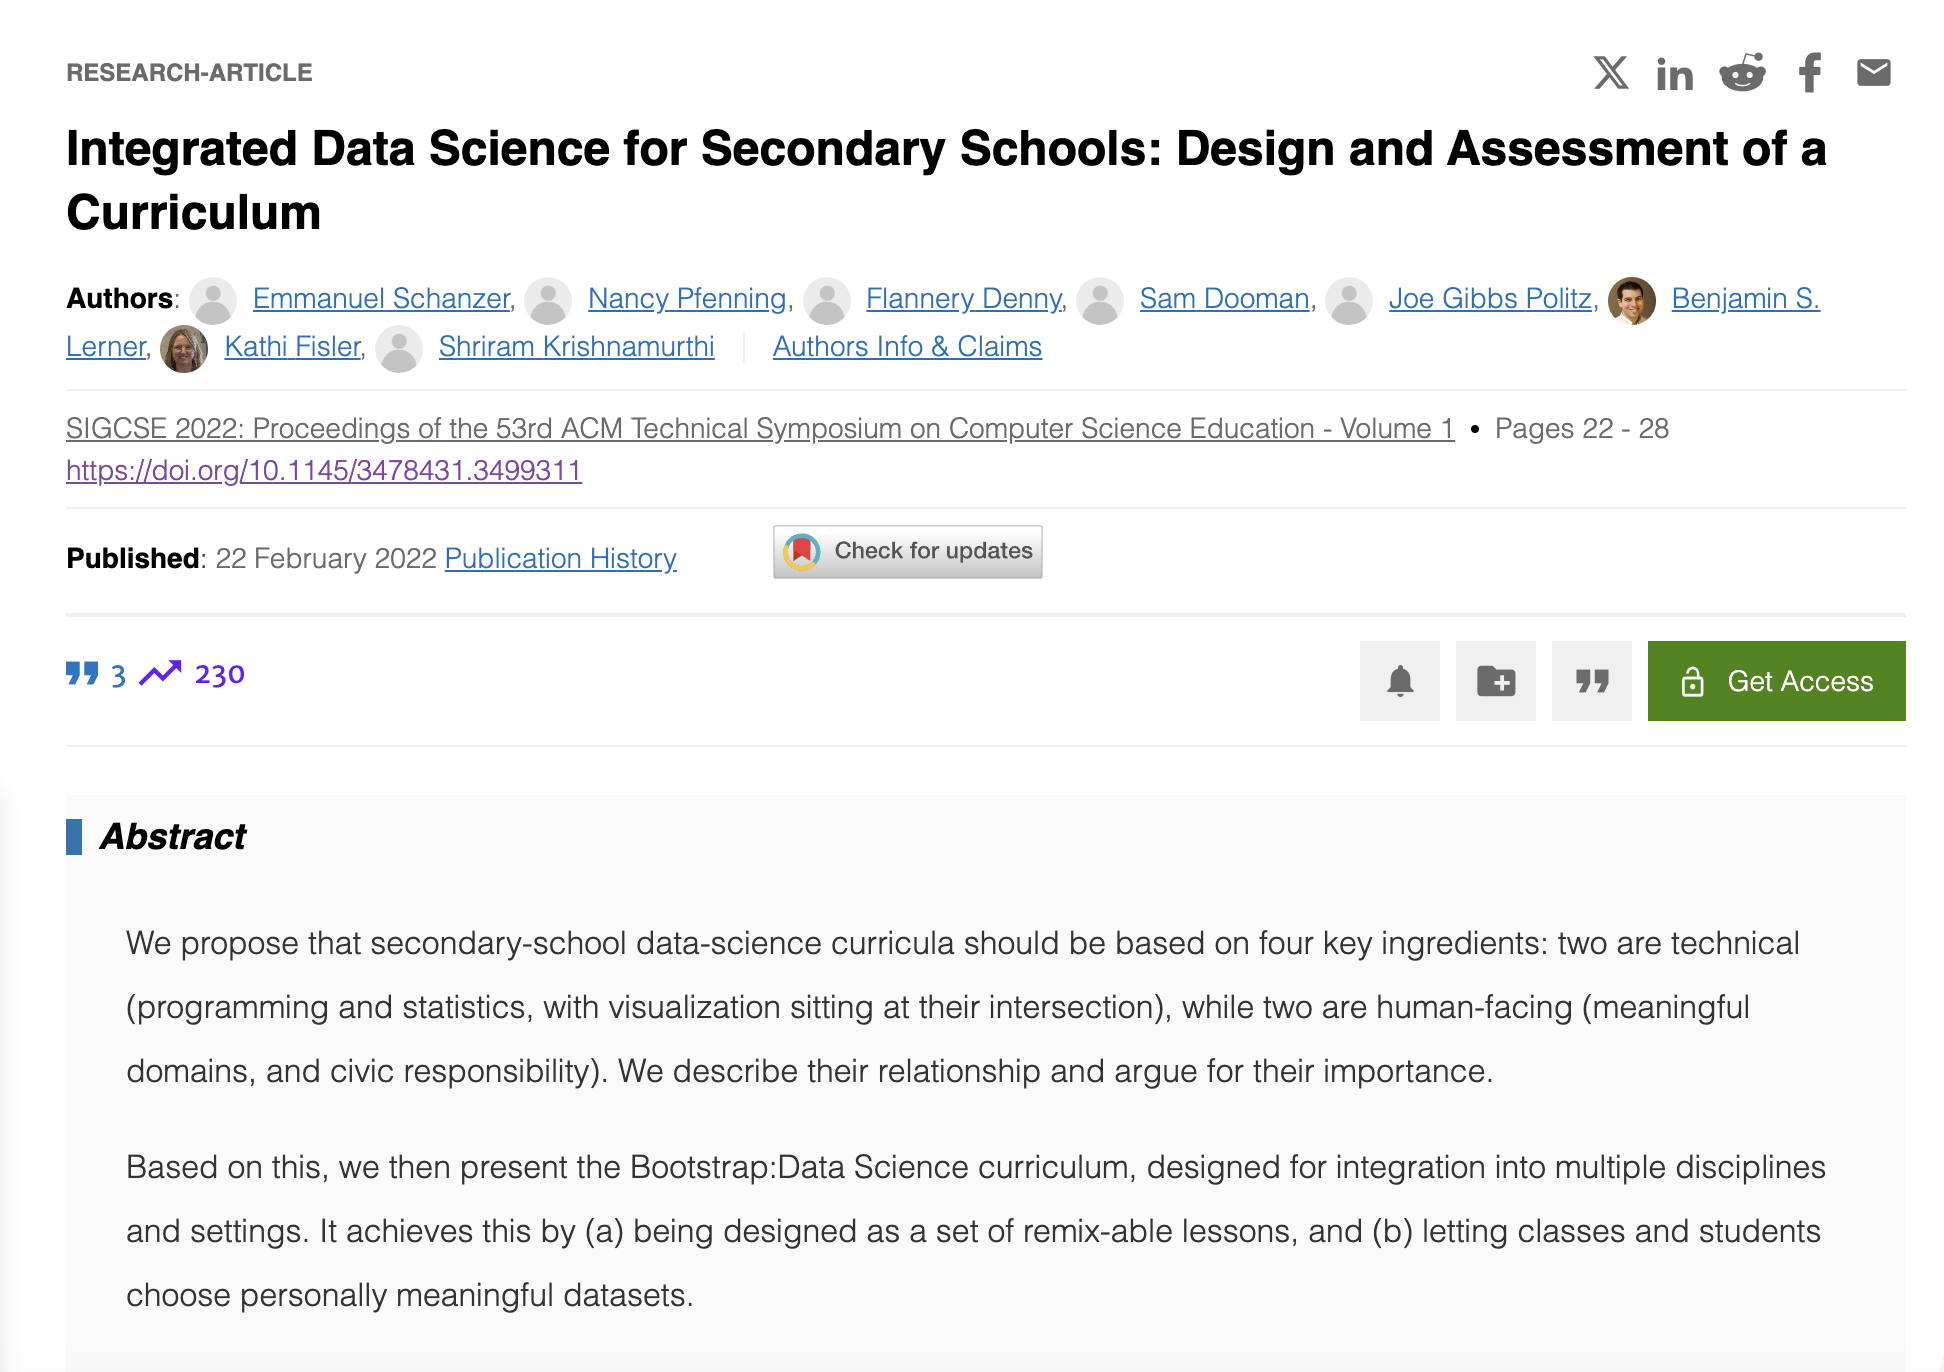 RESEARCH-ARTICLE
Integrated Data Science for Secondary Schools: Design and Assessment of a
Curriculum
Authors: Emmanuel Schanzer, Nancy Pfenning, Flannery Denny, Sam Dooman, Joe Gibbs Politz, Benjamin S.
Lerner, Kathi Fisler, Shriram Krishnamurthi Authors Info & Claims
SIGCSE 2022: Proceedings of the 53rd ACM Technical Symposium on Computer Science Education - Volume 1 • Pages 22 - 28
https://doi.org/10.1145/3478431.3499311
Published: 22 February 2022 Publication History Check for updates
3 230 Get Access
Abstract
We propose that secondary-school data-science curricula should be based on four key ingredients: two are technical
(programming and statistics, with visualization sitting at their intersection), while two are human-facing (meaningful
domains, and civic responsibility). We describe their relationship and argue for their importance.
Based on this, we then present the Bootstrap:Data Science curriculum, designed for integration into multiple disciplines
and settings. It achieves this by (a) being designed as a set of remix-able lessons, and (b) letting classes and students
choose personally meaningful datasets.